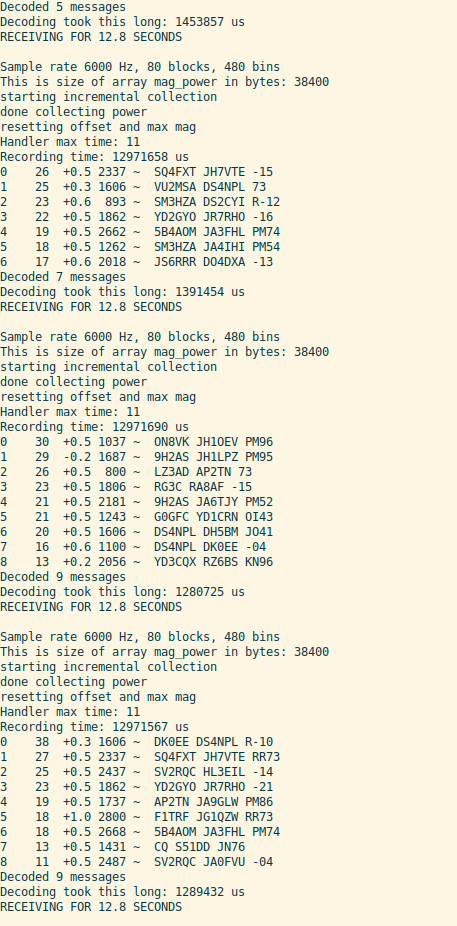 Decoded 5 messages
Decoding took this long: 1453857 us
RECEIVING FOR 12.8 SECONDS

Sample rate 6000 Hz, 80 blocks, 480 bins
This is size of array mag_power in bytes: 38400
starting incremental collection
done collecting power
resetting offset and max mag
Handler max time: 11
Recording time: 12971658 us
0    26  +0.5 2337 ~  SQ4FXT JH7VTE -15
1    25  +0.3 1606 ~  VU2MSA DS4NPL 73
2    23  +0.6  893 ~  SM3HZA DS2CYI R-12
3    22  +0.5 1862 ~  YD2GYO JR7RHO -16
4    19  +0.5 2662 ~  5B4AOM JA3FHL PM74
5    18  +0.5 1262 ~  SM3HZA JA4IHI PM54
6    17  +0.6 2018 ~  JS6RRR DO4DXA -13
Decoded 7 messages
Decoding took this long: 1391454 us
RECEIVING FOR 12.8 SECONDS

Sample rate 6000 Hz, 80 blocks, 480 bins
This is size of array mag_power in bytes: 38400
starting incremental collection
done collecting power
resetting offset and max mag
Handler max time: 11
Recording time: 12971690 us
0    30  +0.5 1037 ~  ON8VK JH1OEV PM96
1    29  -0.2 1687 ~  9H2AS JH1LPZ PM95
2    26  +0.5  800 ~  LZ3AD AP2TN 73
3    23  +0.5 1806 ~  RG3C RA8AF -15
4    21  +0.5 2181 ~  9H2AS JA6TJY PM52
5    21  +0.5 1243 ~  G0GFC YD1CRN OI43
6    20  +0.5 1606 ~  DS4NPL DH5BM JO41
7    16  +0.6 1100 ~  DS4NPL DK0EE -04
8    13  +0.2 2056 ~  YD3CQX RZ6BS KN96
Decoded 9 messages
Decoding took this long: 1280725 us
RECEIVING FOR 12.8 SECONDS

Sample rate 6000 Hz, 80 blocks, 480 bins
This is size of array mag_power in bytes: 38400
starting incremental collection
done collecting power
resetting offset and max mag
Handler max time: 11
Recording time: 12971567 us
0    38  +0.3 1606 ~  DK0EE DS4NPL R-10
1    27  +0.5 2337 ~  SQ4FXT JH7VTE RR73
2    25  +0.5 2437 ~  SV2RQC HL3EIL -14
3    23  +0.5 1862 ~  YD2GYO JR7RHO -21
4    19  +0.5 1737 ~  AP2TN JA9GLW PM86
5    18  +1.0 2800 ~  F1TRF JG1QZW RR73
6    18  +0.5 2668 ~  5B4AOM JA3FHL PM74
7    13  +0.5 1431 ~  CQ S51DD JN76
8    11  +0.5 2487 ~  SV2RQC JA0FVU -04
Decoded 9 messages
Decoding took this long: 1289432 us
RECEIVING FOR 12.8 SECONDS